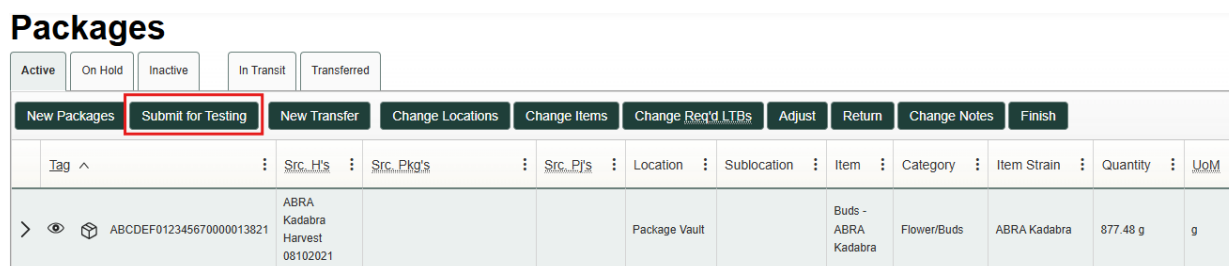 Packages
Active On Hold Inactive In Transit Transferred
New Packages Submit for Testing New Transfer Change Locations Change Items Change Req'd LTBs Adjust Return Change Notes Finish
Tag Src. H's Src. Pkg's Src. Pj's Location Sublocation Item Category Item Strain Quantity UoM
ABCDEF012345670000013821 ABRA Kadabra Harvest 08102021 Package Vault Buds - ABRA Kadabra Flower/Buds ABRA Kadabra 877.48 g g